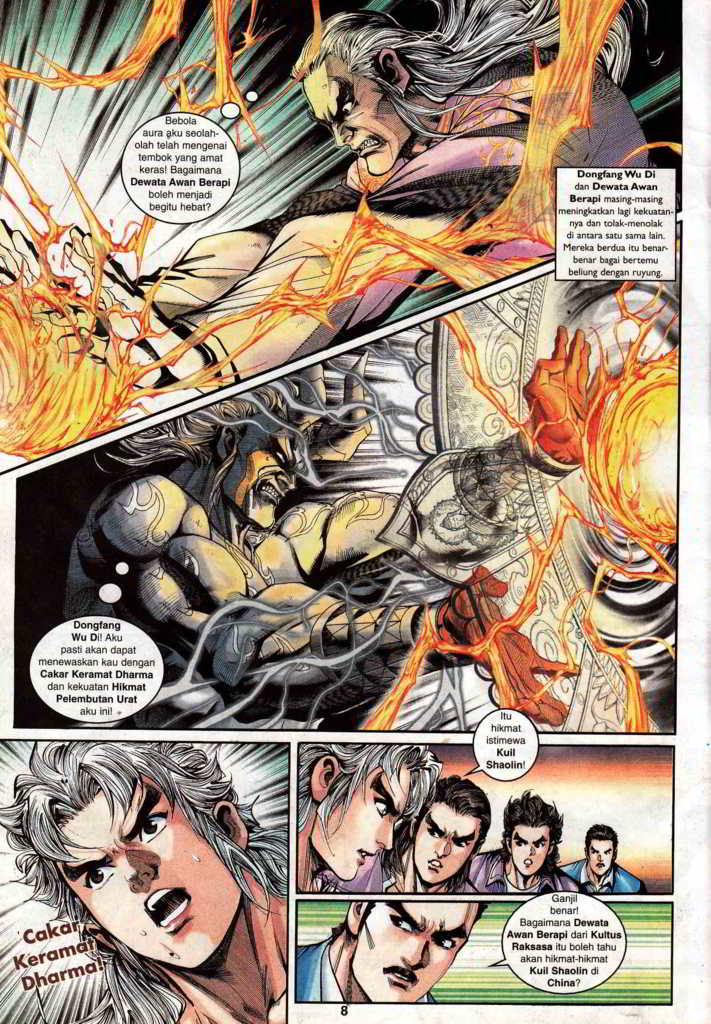 Bebola
aura aku seolah-
olah telah mengenai
tembok yang amat
keras! Bagaimana
Dewata Awan Berapi
boleh menjadi
begitu hebat?
Dongfang Wu Di
dan Dewata Awan
Berapi masing-masing
meningkatkan lagi kekuatan-
nya dan tolak-menolak
di antara satu sama lain.
Mereka berdua itu benar-
benar bagai bertemu
beliung dengan ruyung.
Dongfang
Wu Di! Aku
pasti akan dapat
menewaskan kau dengan
Cakar Keramat Dharma
dan kekuatan Hikmat
Pelembutan Urat
aku ini!
Cakar
Keramat
Dharma!
Itu
hikmat
istimewa
Kuil
Shaolin!
Ganjil
benar!
Bagaimana Dewata
Awan Berapi dari Kultus
Raksasa itu boleh tahu
akan hikmat-hikmat
Kuil Shaolin di
China?
8